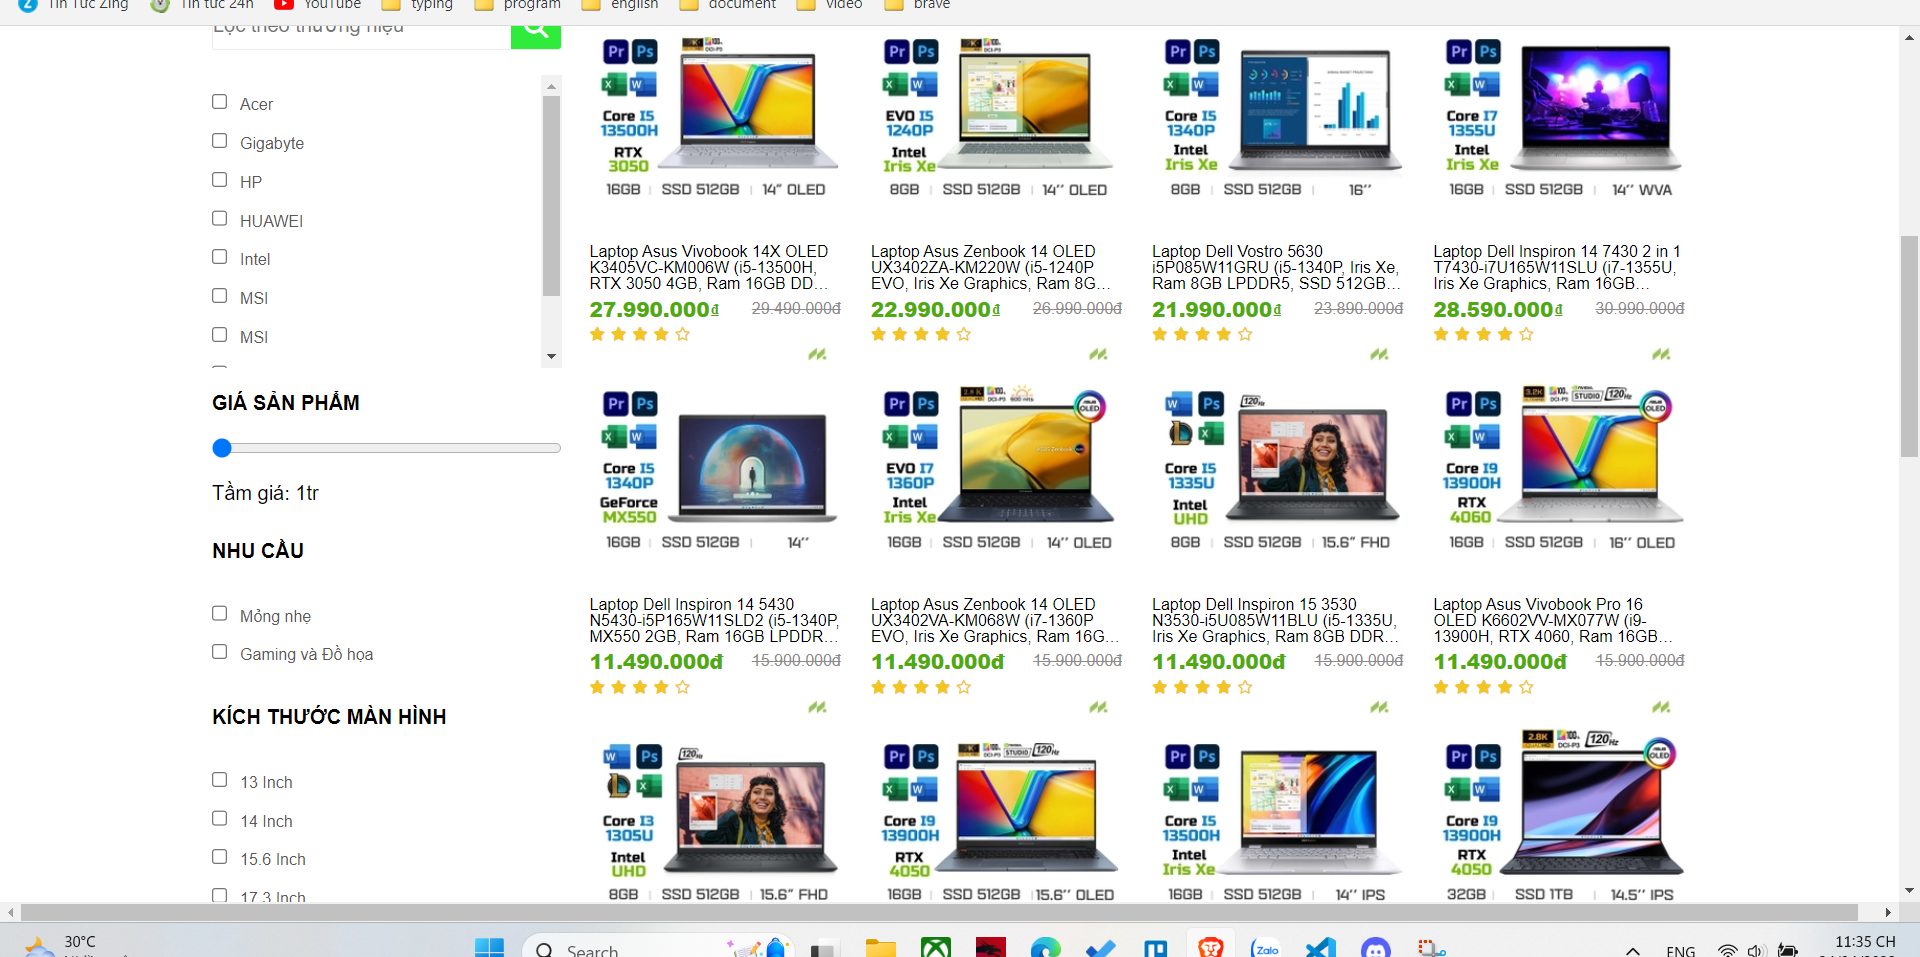 Tin Tức Zing
Tin tức 24h
YouTube
typing
program
english
document
video
brave
Lọc theo thương hiệu
Acer
Gigabyte
HP
HUAWEI
Intel
MSI
MSI
GIÁ SẢN PHẨM
Tầm giá: 1tr
NHU CẦU
Mỏng nhẹ
Gaming và Đồ họa
KÍCH THƯỚC MÀN HÌNH
13 Inch
14 Inch
15.6 Inch
17.3 Inch
Pr Ps
X W
Core I5
13500H
RTX
3050
16GB | SSD 512GB | 14” OLED
Laptop Asus Vivobook 14X OLED
K3405VC-KM006W (i5-13500H,
RTX 3050 4GB, Ram 16GB DD...
27.990.000₫ 29.490.000đ
Pr Ps
X W
EVO I5
1240P
Intel
Iris Xe
8GB | SSD 512GB | 14’’ OLED
Laptop Asus Zenbook 14 OLED
UX3402ZA-KM220W (i5-1240P
EVO, Iris Xe Graphics, Ram 8G...
22.990.000₫ 26.990.000đ
Pr Ps
X W
Core I5
1340P
Intel
Iris Xe
8GB | SSD 512GB | 16’’
Laptop Dell Vostro 5630
i5P085W11GRU (i5-1340P, Iris Xe,
Ram 8GB LPDDR5, SSD 512GB...
21.990.000₫ 23.890.000đ
Pr Ps
X W
Core I7
1355U
Intel
Iris Xe
16GB | SSD 512GB | 14’’ WVA
Laptop Dell Inspiron 14 7430 2 in 1
T7430-i7U165W11SLU (i7-1355U,
Iris Xe Graphics, Ram 16GB...
28.590.000₫ 30.990.000đ
Pr Ps
X W
Core I5
1340P
GeForce
MX550
16GB | SSD 512GB | 14’’
Laptop Dell Inspiron 14 5430
N5430-i5P165W11SLD2 (i5-1340P,
MX550 2GB, Ram 16GB LPDDR...
11.490.000đ 15.900.000đ
Pr Ps
X W
EVO I7
1360P
Intel
Iris Xe
OLED
16GB | SSD 512GB | 14’’ OLED
Laptop Asus Zenbook 14 OLED
UX3402VA-KM068W (i7-1360P
EVO, Iris Xe Graphics, Ram 16G...
11.490.000đ 15.900.000đ
W Ps 120Hz
X
Core I5
1335U
Intel
UHD
8GB | SSD 512GB | 15.6” FHD
Laptop Dell Inspiron 15 3530
N3530-i5U085W11BLU (i5-1335U,
Iris Xe Graphics, Ram 8GB DDR...
11.490.000đ 15.900.000đ
Pr Ps 3.2K 100% DCI-P3 STUDIO 120Hz
X W
Core I9
13900H
RTX
4060
OLED
16GB | SSD 512GB | 16’’ OLED
Laptop Asus Vivobook Pro 16
OLED K6602VV-MX077W (i9-
13900H, RTX 4060, Ram 16GB...
11.490.000đ 15.900.000đ
W Ps 120Hz
X
Core I3
1305U
Intel
UHD
8GB | SSD 512GB | 15.6” FHD
Pr Ps STUDIO 120Hz
X W
Core I9
13900H
RTX
4050
16GB | SSD 512GB | 15.6’’ OLED
Pr Ps
X W
Core I5
13500H
Intel
Iris Xe
16GB | SSD 512GB | 14’’ IPS
Pr Ps 2.8K 100% DCI-P3 120Hz
X W
Core I9
13900H
RTX
4050
OLED
32GB | SSD 1TB | 14.5’’ IPS
30°C
Search
Zalo
ENG
11:35 CH